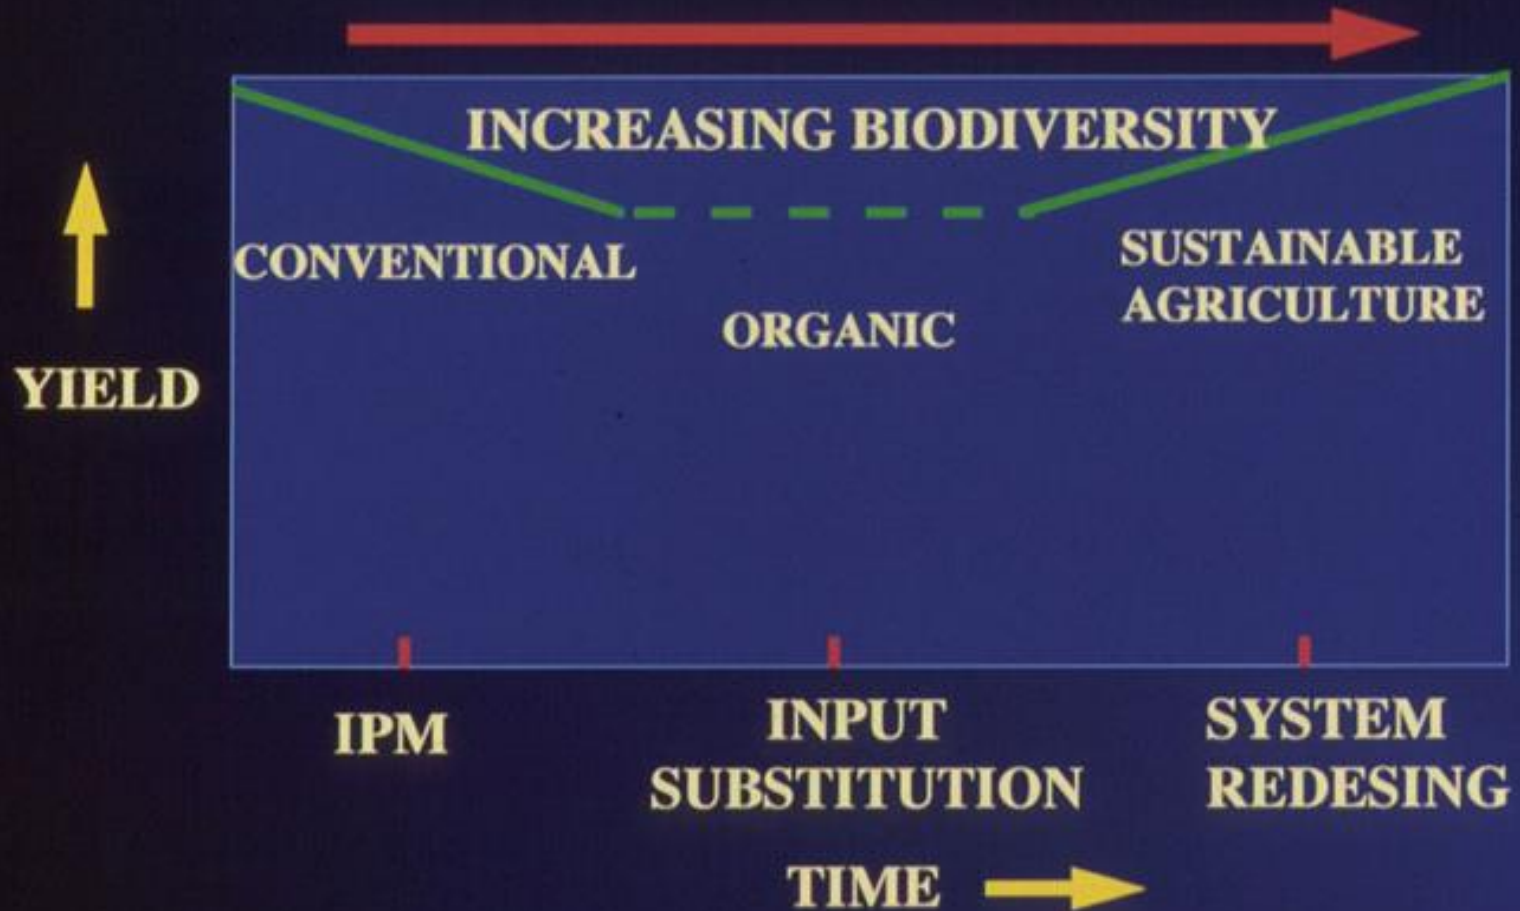 INCREASING BIODIVERSITY
CONVENTIONAL
SUSTAINABLE
AGRICULTURE
ORGANIC
YIELD
IPM
INPUT
SUBSTITUTION
SYSTEM
REDESING
TIME